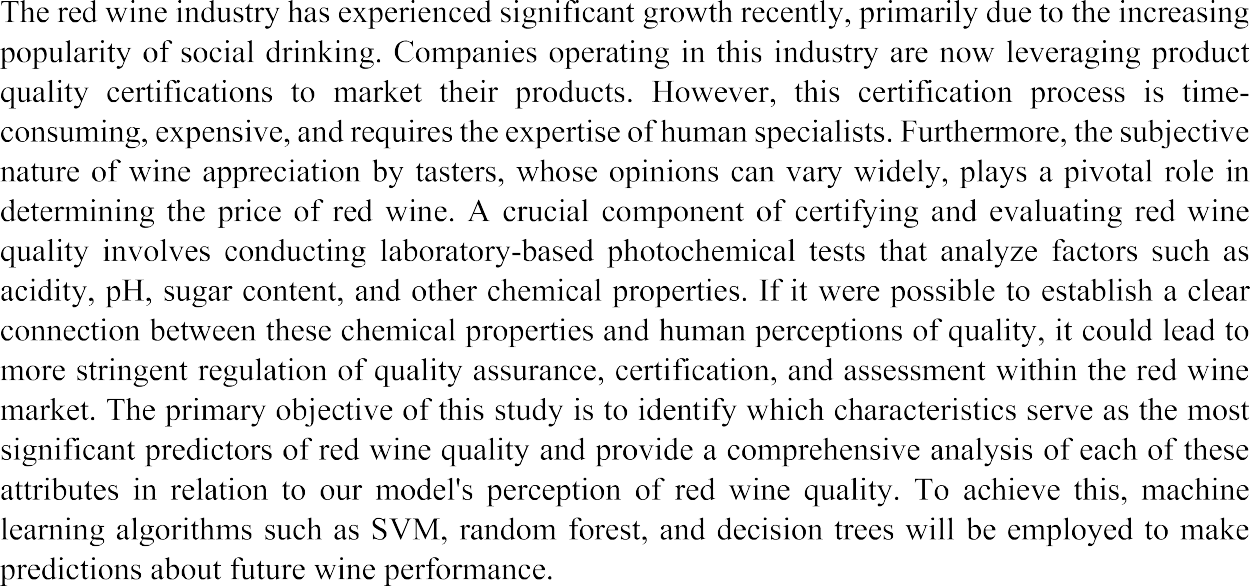 The red wine industry has experienced significant growth recently, primarily due to the increasing
popularity of social drinking. Companies operating in this industry are now leveraging product
quality certifications to market their products. However, this certification process is time-
consuming, expensive, and requires the expertise of human specialists. Furthermore, the subjective
nature of wine appreciation by tasters, whose opinions can vary widely, plays a pivotal role in
determining the price of red wine. A crucial component of certifying and evaluating red wine
quality involves conducting laboratory-based photochemical tests that analyze factors such as
acidity, pH, sugar content, and other chemical properties. If it were possible to establish a clear
connection between these chemical properties and human perceptions of quality, it could lead to
more stringent regulation of quality assurance, certification, and assessment within the red wine
market. The primary objective of this study is to identify which characteristics serve as the most
significant predictors of red wine quality and provide a comprehensive analysis of each of these
attributes in relation to our model's perception of red wine quality. To achieve this, machine
learning algorithms such as SVM, random forest, and decision trees will be employed to make
predictions about future wine performance.